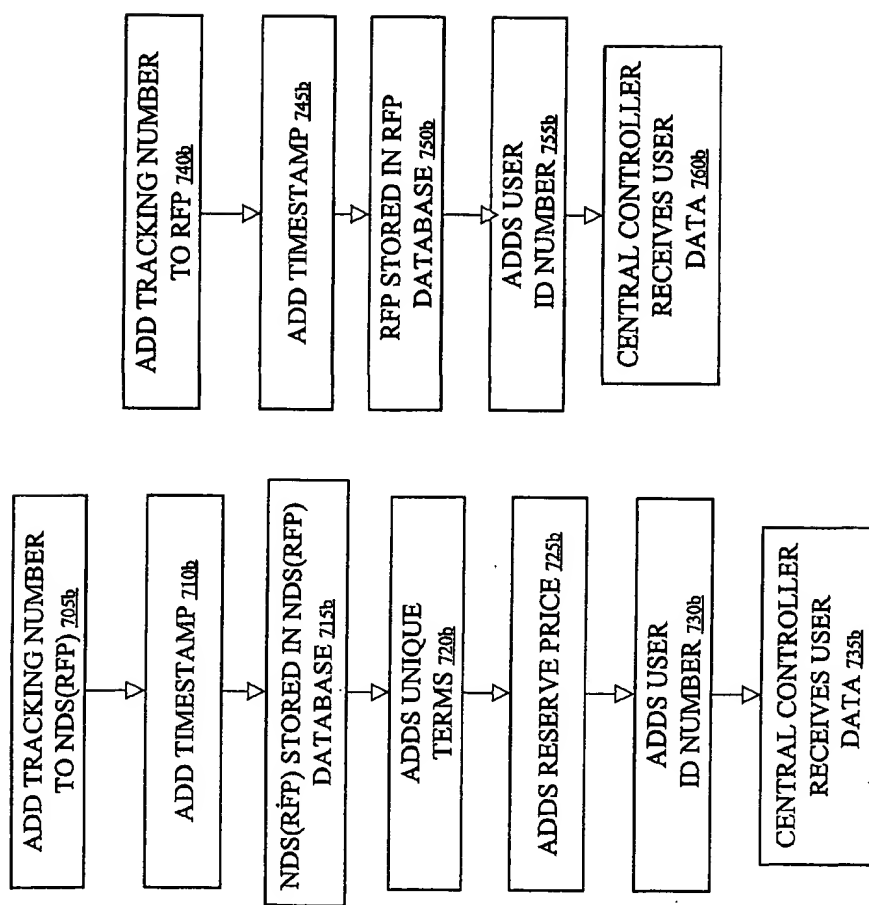 ADD TRACKING NUMBER
TO NDS(RFP) 705b
ADD TIMESTAMP 710b
NDS(RFP) STORED IN NDS(RFP)
DATABASE 715b
ADDS UNIQUE
TERMS 720b
ADDS RESERVE PRICE 725b
ADDS USER
ID NUMBER 730b
CENTRAL CONTROLLER
RECEIVES USER
DATA 735b
ADD TRACKING NUMBER
TO RFP 740b
ADD TIMESTAMP 745b
RFP STORED IN RFP
DATABASE 750b
ADDS USER
ID NUMBER 755b
CENTRAL CONTROLLER
RECEIVES USER
DATA 760b